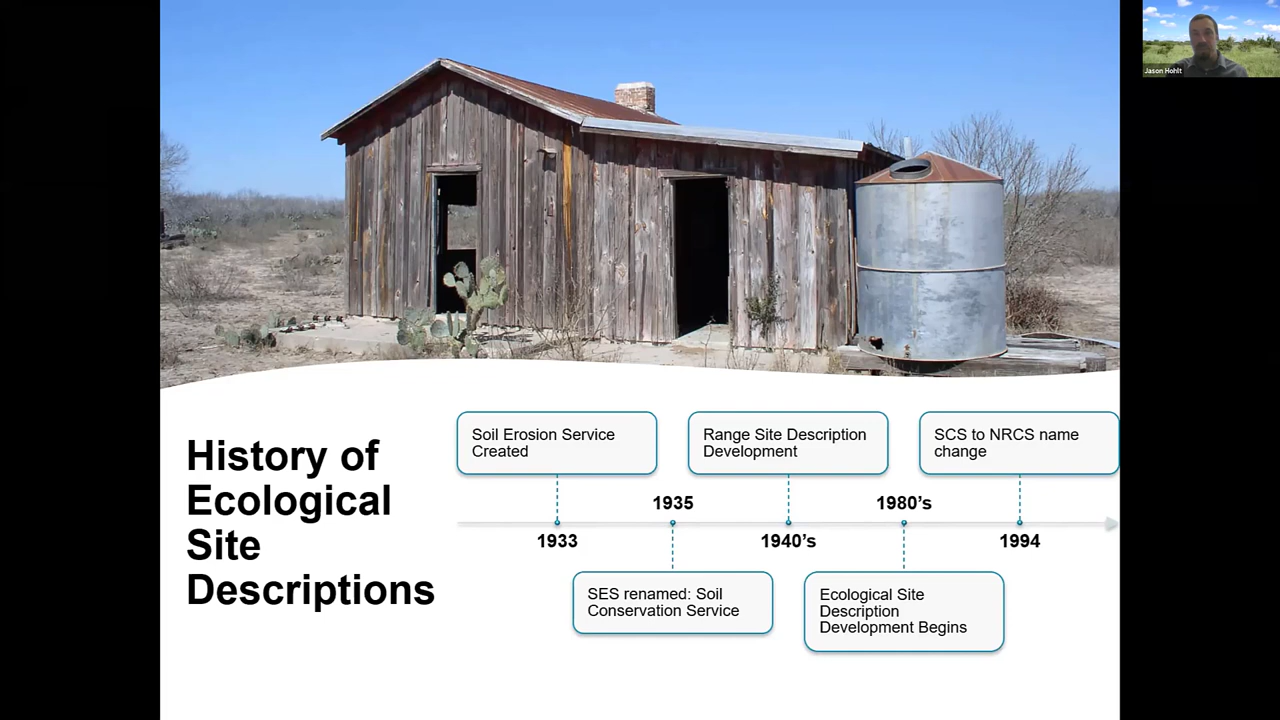 Jason Hohlt
History of
Ecological
Site
Descriptions
Soil Erosion Service
Created
1933
1935
SES renamed: Soil
Conservation Service
Range Site Description
Development
1940's
1980's
Ecological Site
Description
Development Begins
SCS to NRCS name
change
1994